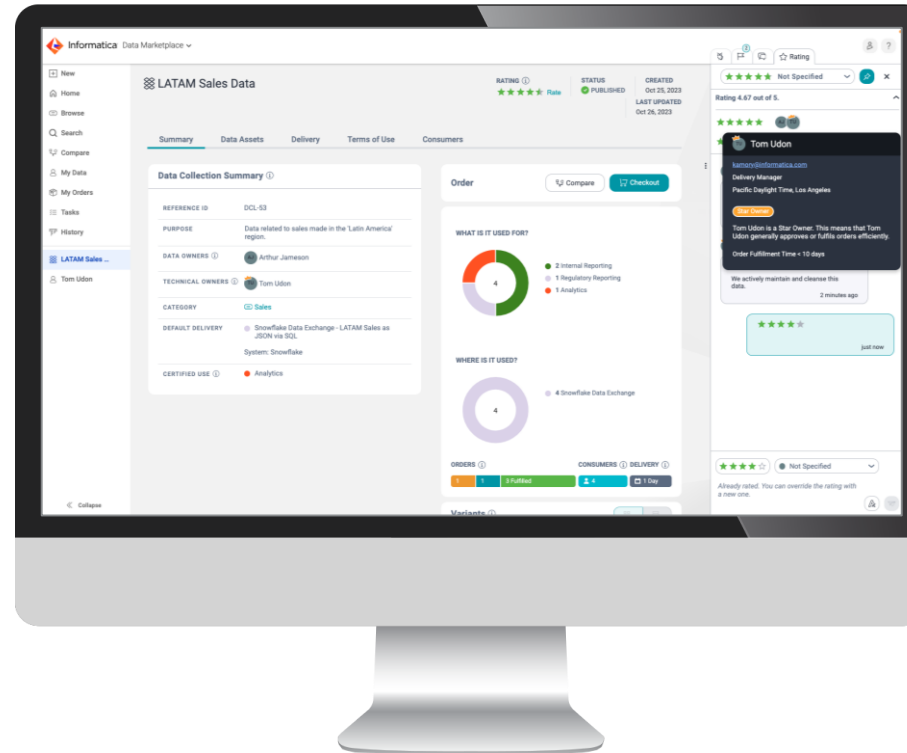 Informatica Data Marketplace
2
Rating
?
New
Home
Browse
Search
Compare
My Data
My Orders
Tasks
History
LATAM Sales ...
Tom Udon
Collapse
LATAM Sales Data
RATING
Rate
STATUS
PUBLISHED
CREATED
Oct 25, 2023
LAST UPDATED
Oct 26, 2023
Summary Data Assets Delivery Terms of Use Consumers
Data Collection Summary
REFERENCE ID DCL-53
PURPOSE Data related to sales made in the 'Latin America'
region.
DATA OWNERS Arthur Jameson
TECHNICAL OWNERS Tom Udon
CATEGORY Sales
DEFAULT DELIVERY Snowflake Data Exchange - LATAM Sales as
JSON via SQL
System: Snowflake
CERTIFIED USE Analytics
Order Compare Checkout
WHAT IS IT USED FOR?
4
2 Internal Reporting
1 Regulatory Reporting
1 Analytics
WHERE IS IT USED?
4
4 Snowflake Data Exchange
ORDERS CONSUMERS DELIVERY
1 1 3 Fulfilled 4 1 Day
Variants
Not Specified
Rating 4.67 out of 5.
Tom Udon
kamory@informatica.com
Delivery Manager
Pacific Daylight Time, Los Angeles
Star Owner
Tom Udon is a Star Owner. This means that Tom
Udon generally approves or fulfils orders efficiently.
Order Fulfillment Time < 10 days
We actively maintain and cleanse this
data.
2 minutes ago
just now
Not Specified
Already rated. You can override the rating with
a new one.